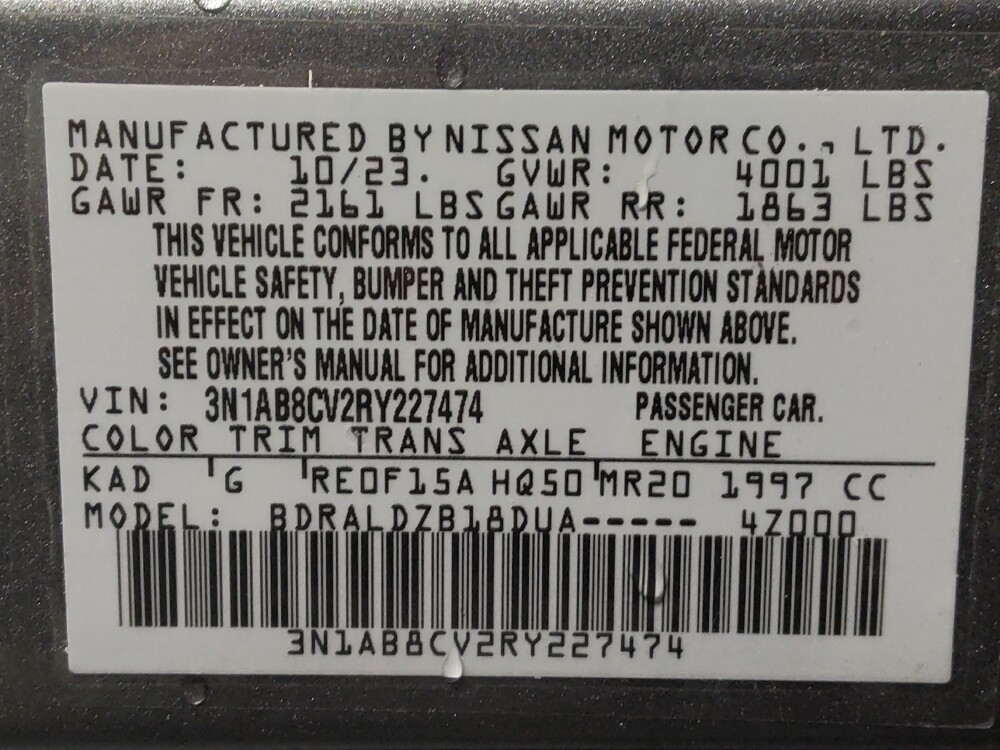 MANUFACTURED BY NISSAN MOTOR CO., LTD.
DATE: 10/23. GVWR: 4001 LBS
GAWR FR: 2161 LBS GAWR RR: 1863 LBS
THIS VEHICLE CONFORMS TO ALL APPLICABLE FEDERAL MOTOR
VEHICLE SAFETY, BUMPER AND THEFT PREVENTION STANDARDS
IN EFFECT ON THE DATE OF MANUFACTURE SHOWN ABOVE.
SEE OWNER'S MANUAL FOR ADDITIONAL INFORMATION.
VIN: 3N1AB8CV2RY227474 PASSENGER CAR.
COLOR TRIM TRANS AXLE ENGINE
KAD G RE0F15A HQ50 MR20 1997 CC
MODEL: BDRALDZB18DUA----- 4Z000
3N1AB8CV2RY227474